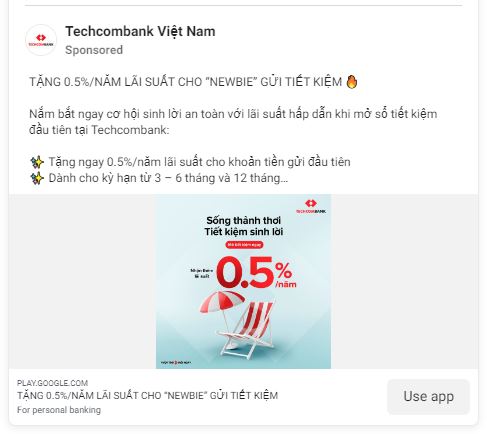 TECHCOMBANK
Techcombank Việt Nam
Sponsored
TẶNG 0.5%/NĂM LÃI SUẤT CHO “NEWBIE” GỬI TIẾT KIỆM 🔥
Nắm bắt ngay cơ hội sinh lời an toàn với lãi suất hấp dẫn khi mở sổ tiết kiệm
đầu tiên tại Techcombank:
✨ Tặng ngay 0.5%/năm lãi suất cho khoản tiền gửi đầu tiên
✨ Dành cho kỳ hạn từ 3 – 6 tháng và 12 tháng...
TECHCOMBANK
Sống thảnh thơi
Tiết kiệm sinh lời
Mở tiết kiệm ngay
Nhận thêm
lãi suất
0.5%
/năm
PLAY.GOOGLE.COM
TẶNG 0.5%/NĂM LÃI SUẤT CHO “NEWBIE” GỬI TIẾT KIỆM
For personal banking
Use app